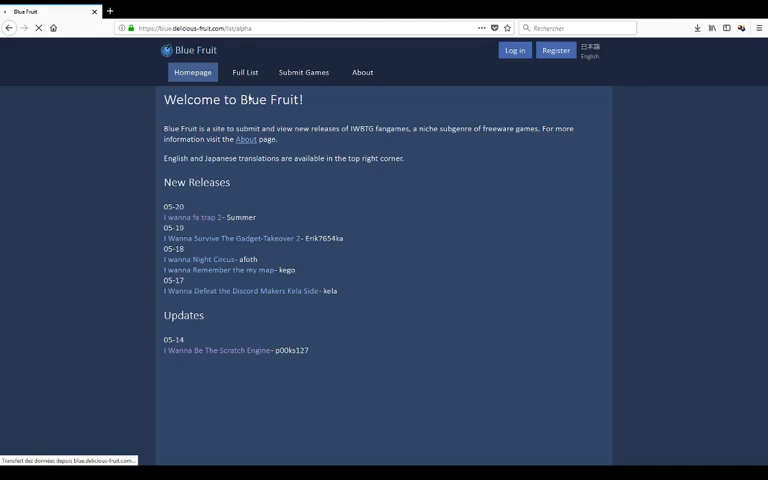 Blue Fruit
https://blue.delicious-fruit.com/list/alpha
Rechercher
Blue Fruit
Log in
Register
日本語
English
Homepage
Full List
Submit Games
About
Welcome to Blue Fruit!
Blue Fruit is a site to submit and view new releases of IWBTG fangames, a niche subgenre of freeware games. For more
information visit the About page.
English and Japanese translations are available in the top right corner.
New Releases
05-20
I wanna fa trap 2- Summer
05-19
I Wanna Survive The Gadget-Takeover 2- Erik7654ka
05-18
I wanna Night Circus- afoth
I wanna Remember the my map- kego
05-17
I Wanna Defeat the Discord Makers Kela Side- kela
Updates
05-14
I Wanna Be The Scratch Engine- p00ks127
Transfert des données depuis blue.delicious-fruit.com...